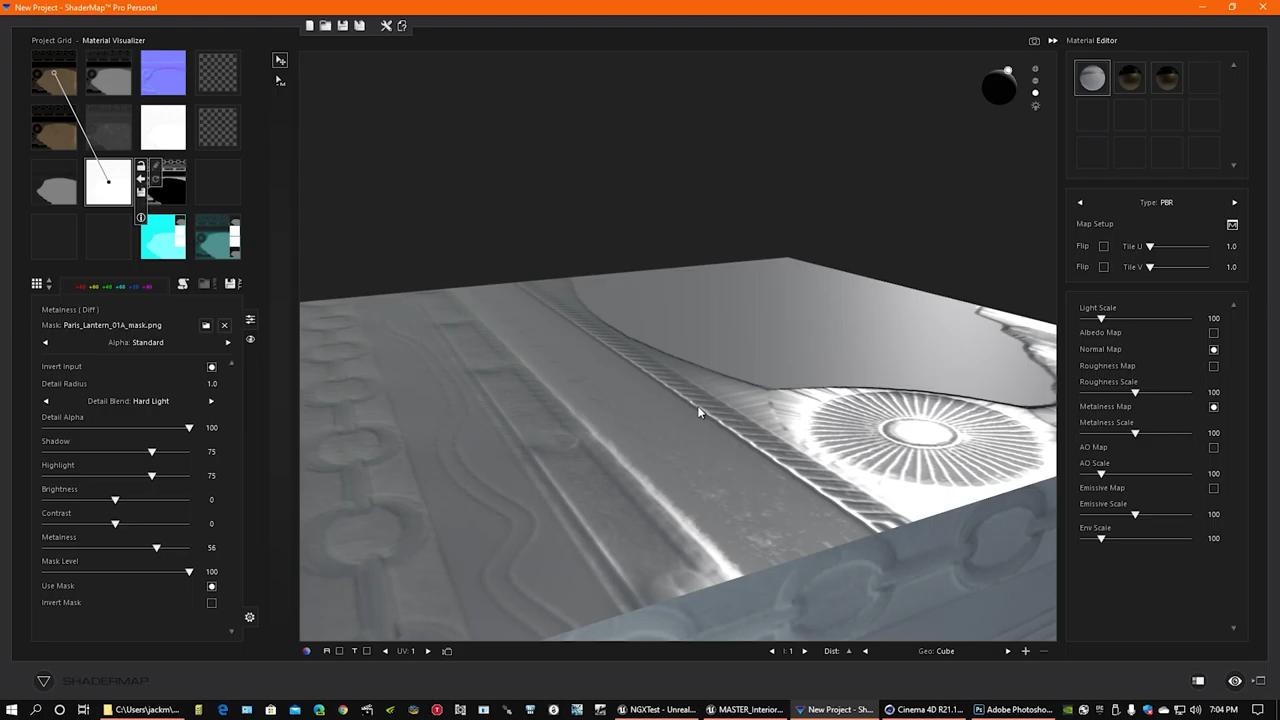 New Project - ShaderMap™ Pro Personal
Project Grid - Material Visualizer
Material Editor
Type: PBR
Map Setup
M
Flip Tile U 1.0
Flip Tile V 1.0
Metalness ( Diff )
Mask: Paris_Lantern_01A_mask.png
Alpha: Standard
Invert Input
Detail Radius 1.0
Detail Blend: Hard Light
Detail Alpha 100
Shadow 75
Highlight 75
Brightness 0
Contrast 0
Metalness 56
Mask Level 100
Use Mask
Invert Mask
Light Scale 100
Albedo Map
Normal Map
Roughness Map
Roughness Scale 100
Metalness Map
Metalness Scale 100
AO Map
AO Scale 100
Emissive Map
Emissive Scale 100
Env Scale 100
T UV: 1 I: 1 Dist: Geo: Cube
SHADERMAP
C:\Users\jackm\... NGXTest - Unreal... MASTER_Interior... New Project - Sh... Cinema 4D R21.1... Adobe Photoshop... 7:04 PM